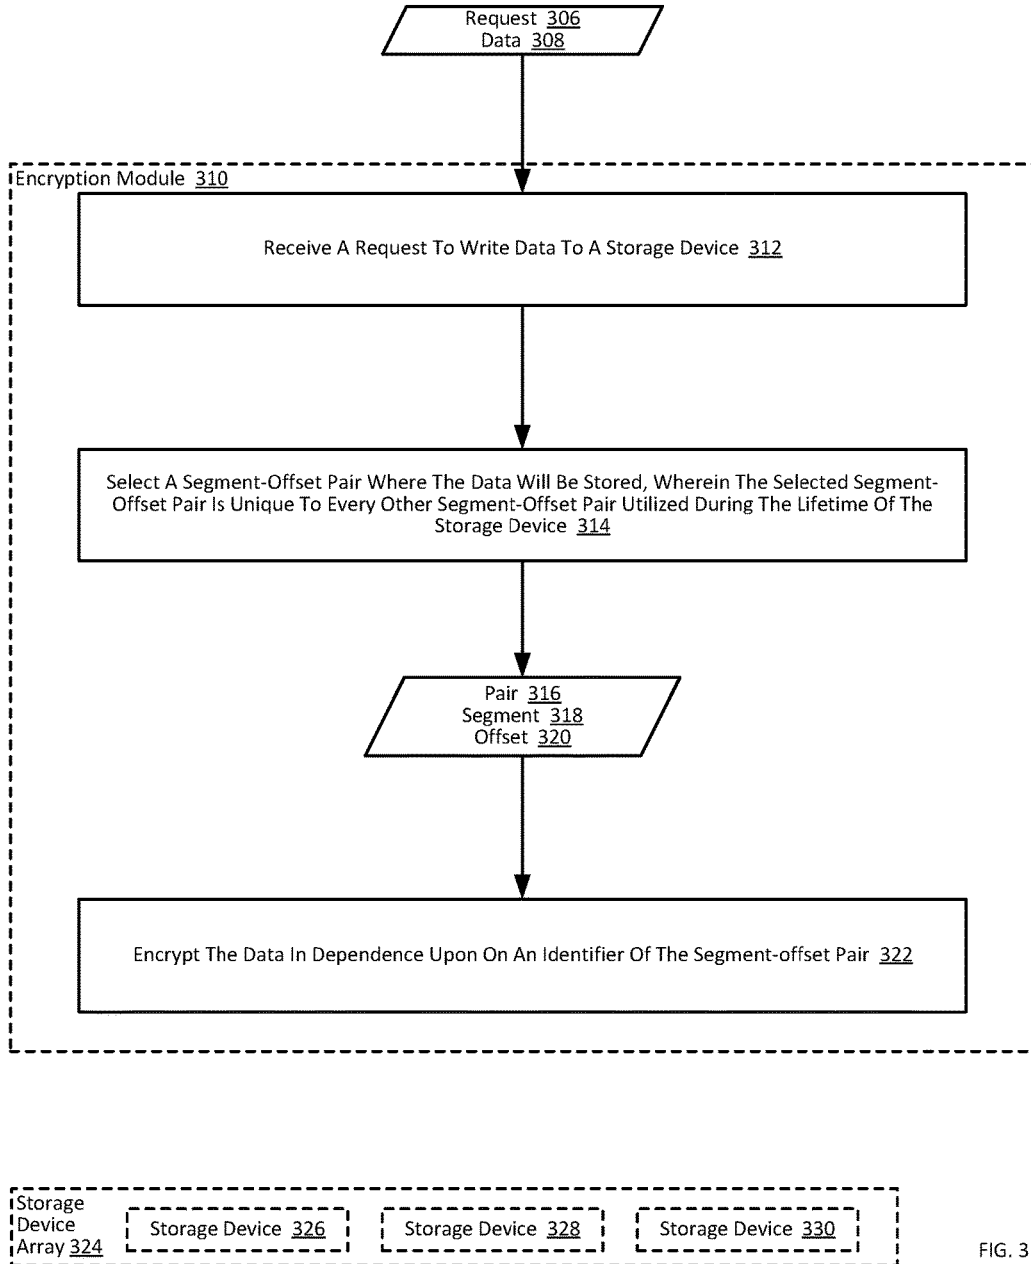 Request 306
Data 308
Encryption Module 310
Receive A Request To Write Data To A Storage Device 312
Select A Segment-Offset Pair Where The Data Will Be Stored, Wherein The Selected Segment-
Offset Pair Is Unique To Every Other Segment-Offset Pair Utilized During The Lifetime Of The
Storage Device 314
Pair 316
Segment 318
Offset 320
Encrypt The Data In Dependence Upon On An Identifier Of The Segment-offset Pair 322
Storage
Device
Array 324
Storage Device 326
Storage Device 328
Storage Device 330
FIG. 3